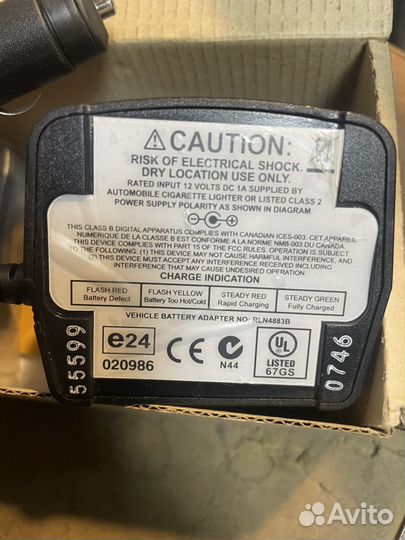 ⚠ CAUTION:
RISK OF ELECTRICAL SHOCK.
DRY LOCATION USE ONLY.
RATED INPUT 12 VOLTS DC 1A SUPPLIED BY
AUTOMOBILE CIGARETTE LIGHTER OR LISTED CLASS 2
POWER SUPPLY POLARITY AS SHOWN IN DIAGRAM.
THIS CLASS B DIGITAL APPARATUS COMPLIES WITH CANADIAN ICES-003. CET APPAREIL
NUMERIQUE DE LA CLASSE B EST CONFORME A LA NORME NMB-003 DU CANADA.
THIS DEVICE COMPLIES WITH PART 15 OF THE FCC RULES. OPERATION IS SUBJECT
TO THE FOLLOWING: (1) THIS DEVICE MAY NOT CAUSE HARMFUL INTERFERENCE, AND
(2) THIS DEVICE MUST ACCEPT ANY INTERFERENCE RECEIVED INCLUDING
INTERFERENCE THAT MAY CAUSE UNDESIRED OPERATION.
CHARGE INDICATION
FLASH RED
Battery Defect
FLASH YELLOW
Battery Too Hot/Cold
STEADY RED
Rapid Charging
STEADY GREEN
Fully Charged
VEHICLE BATTERY ADAPTER NO: RLN4883B
55599
e24
020986
CE
N44
UL
LISTED
67GS
0746
Avito